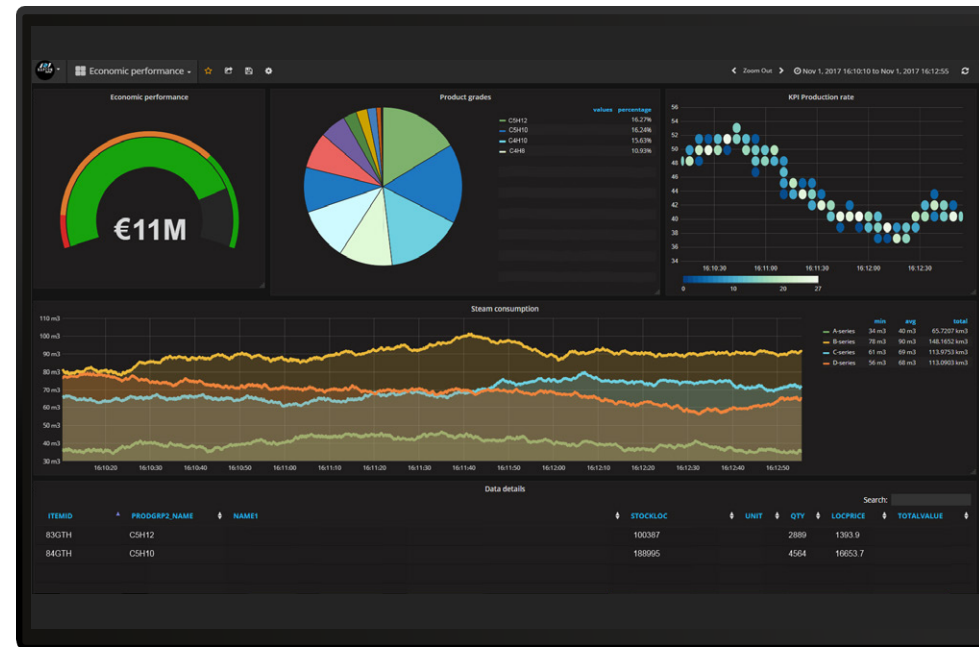 Economic performance
Zoom Out
Nov 1, 2017 16:10:10 to Nov 1, 2017 16:12:55
Economic performance
€11M
Product grades
values percentage
C5H12 16.27%
C5H10 16.24%
C4H10 15.63%
C4H6 10.93%
KPI Production rate
56
54
52
50
48
46
44
42
40
38
36
34
16:10:30 16:11:00 16:11:30 16:12:00 16:12:30
0 10 20 27
Steam consumption
110 m3
100 m3
90 m3
80 m3
70 m3
60 m3
50 m3
40 m3
30 m3
16:10:20 16:10:30 16:10:40 16:10:50 16:11:00 16:11:10 16:11:20 16:11:30 16:11:40 16:11:50 16:12:00 16:12:10 16:12:20 16:12:30 16:12:40 16:12:50
min avg total
A-series 34 m3 40 m3 65.7207 km3
B-series 78 m3 90 m3 148.1652 km3
C-series 61 m3 69 m3 113.9753 km3
D-series 56 m3 68 m3 113.0903 km3
Data details
Search:
ITEMID PRODGRP2_NAME NAME1 STOCKLOC UNIT QTY LOCPRICE TOTALVALUE
83GTH C5H12 100387 2889 1393.9
84GTH C5H10 188995 4564 16653.7